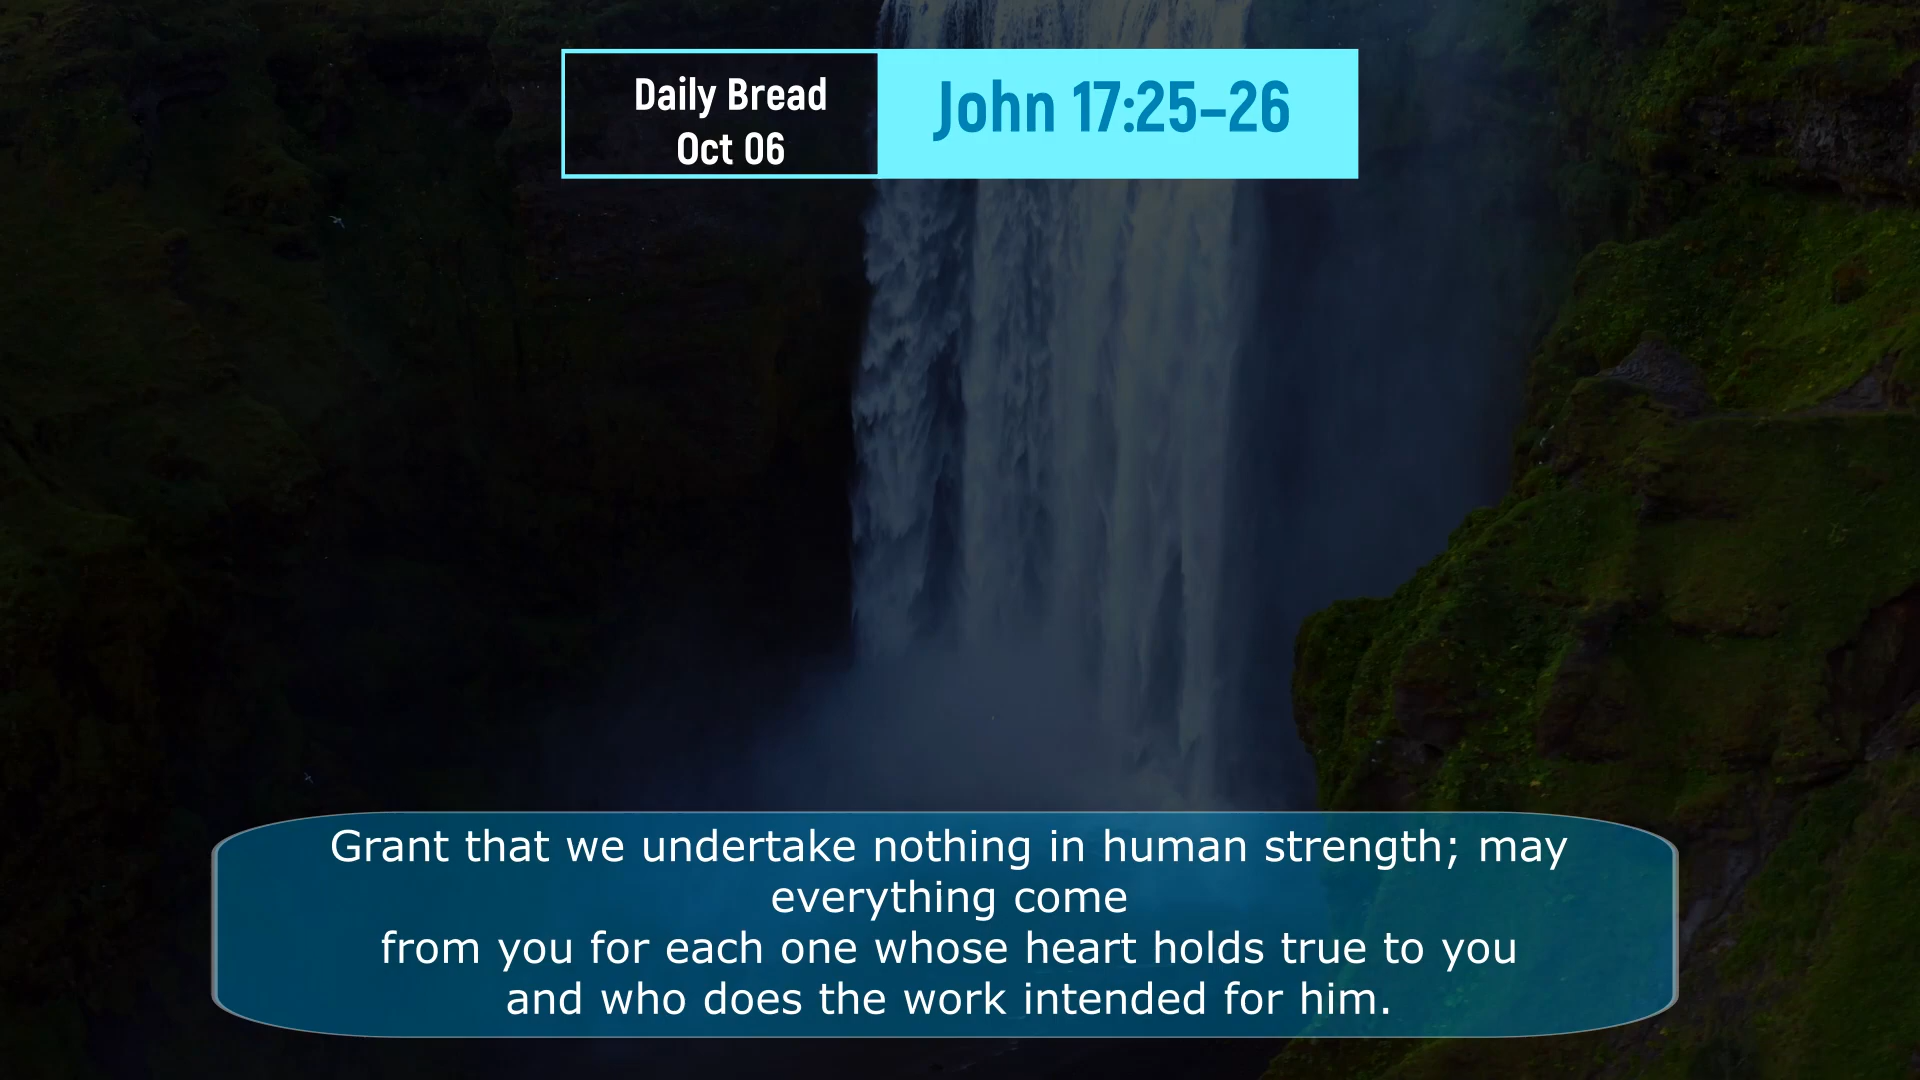 Daily Bread
Oct 06
John 17:25-26
Grant that we undertake nothing in human strength; may
everything come
from you for each one whose heart holds true to you
and who does the work intended for him.